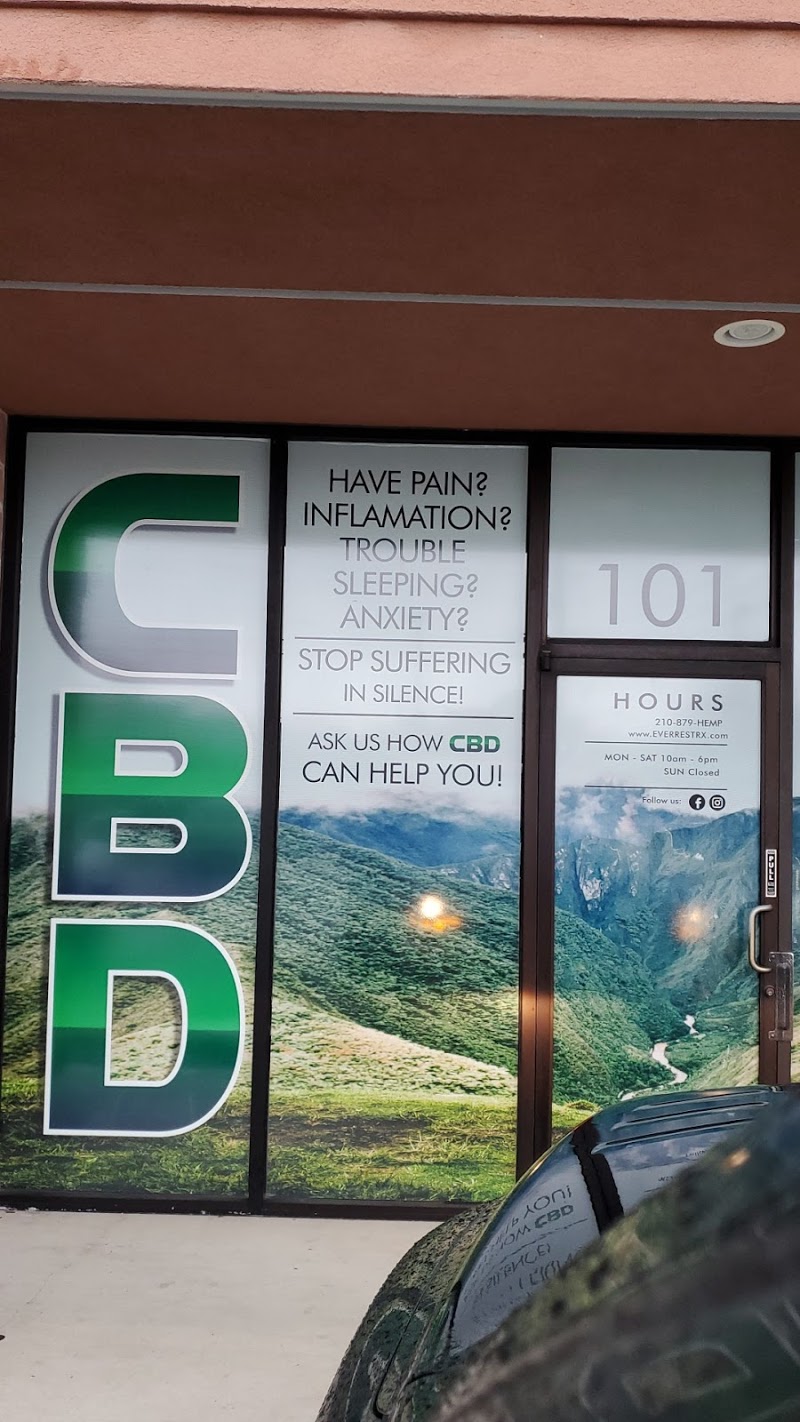 CBD
HAVE PAIN?
INFLAMATION?
TROUBLE
SLEEPING?
ANXIETY?
STOP SUFFERING
IN SILENCE!
ASK US HOW CBD
CAN HELP YOU!
101
HOURS
210-879-HEMP
www.EVERRESTRX.com
MON - SAT 10am - 6pm
SUN Closed
Follow us:
PULL